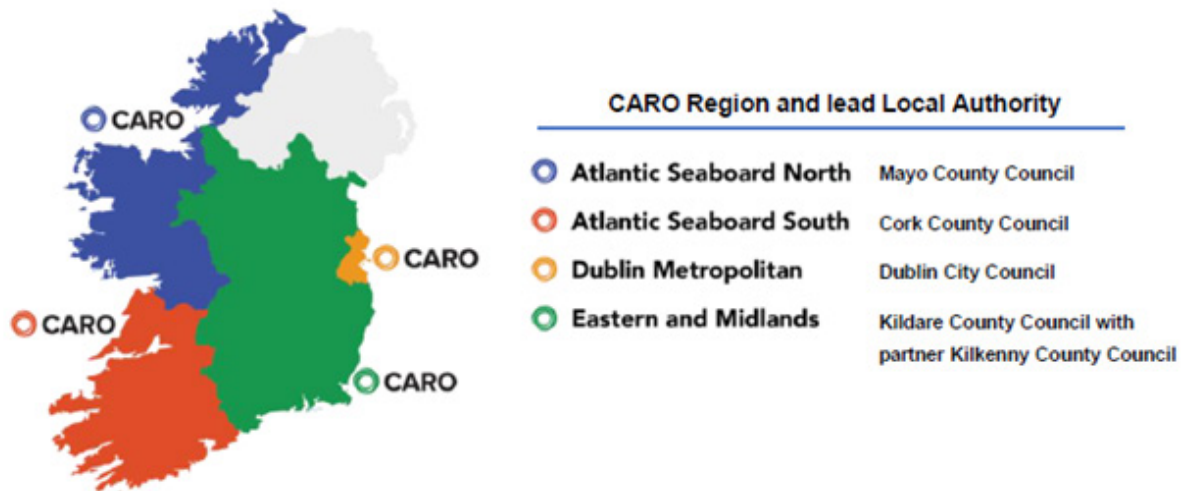 CARO
CARO
CARO
CARO
CARO Region and lead Local Authority
Atlantic Seaboard North Mayo County Council
Atlantic Seaboard South Cork County Council
Dublin Metropolitan Dublin City Council
Eastern and Midlands Kildare County Council with
partner Kilkenny County Council